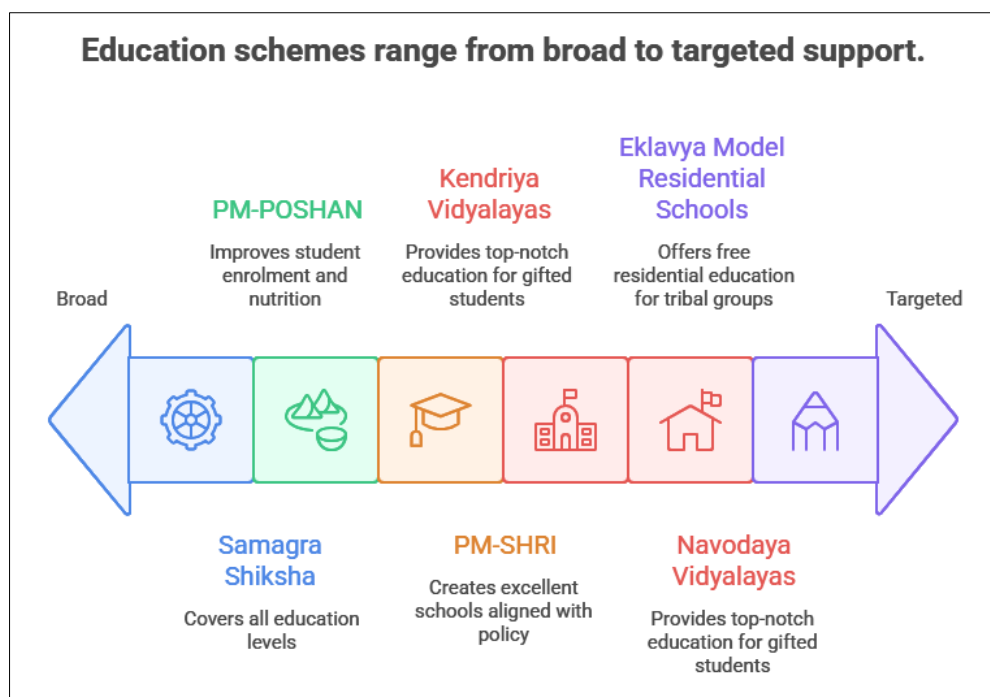 Education schemes range from broad to targeted support.
Eklavya Model
Residential
Schools
Kendriya
Vidyalayas
PM-POSHAN
Improves student
enrolment and
nutrition
Provides top-notch
education for gifted
students
Offers free
residential education
for tribal groups
Broad
Targeted
Samagra
Shiksha
Covers all education
levels
PM-SHRI
Creates excellent
schools aligned with
policy
Navodaya
Vidyalayas
Provides top-notch
education for gifted
students